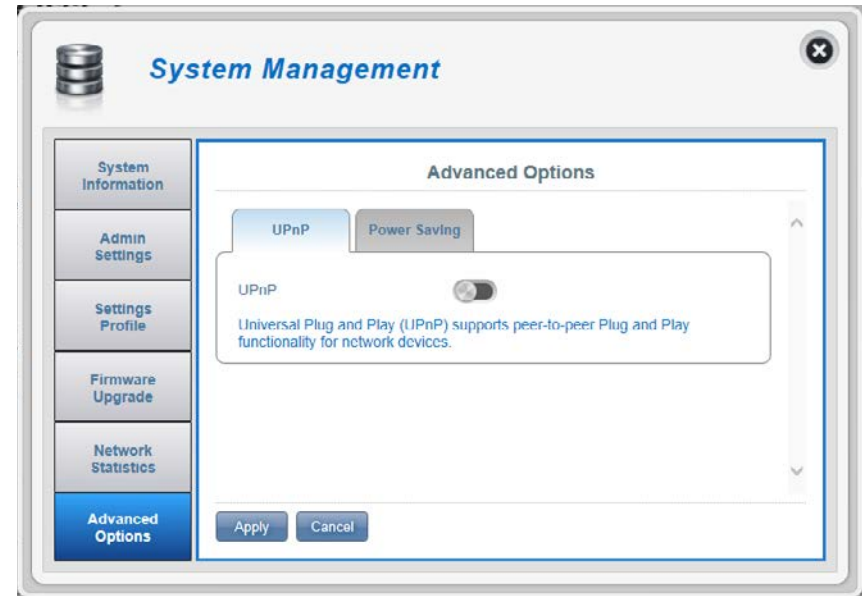 System Management
System
Information
Admin
Settings
Settings
Profile
Firmware
Upgrade
Network
Statistics
Advanced
Options
Advanced Options
UPnP
Power Saving
UPnP
Universal Plug and Play (UPnP) supports peer-to-peer Plug and Play
functionality for network devices.
Apply
Cancel